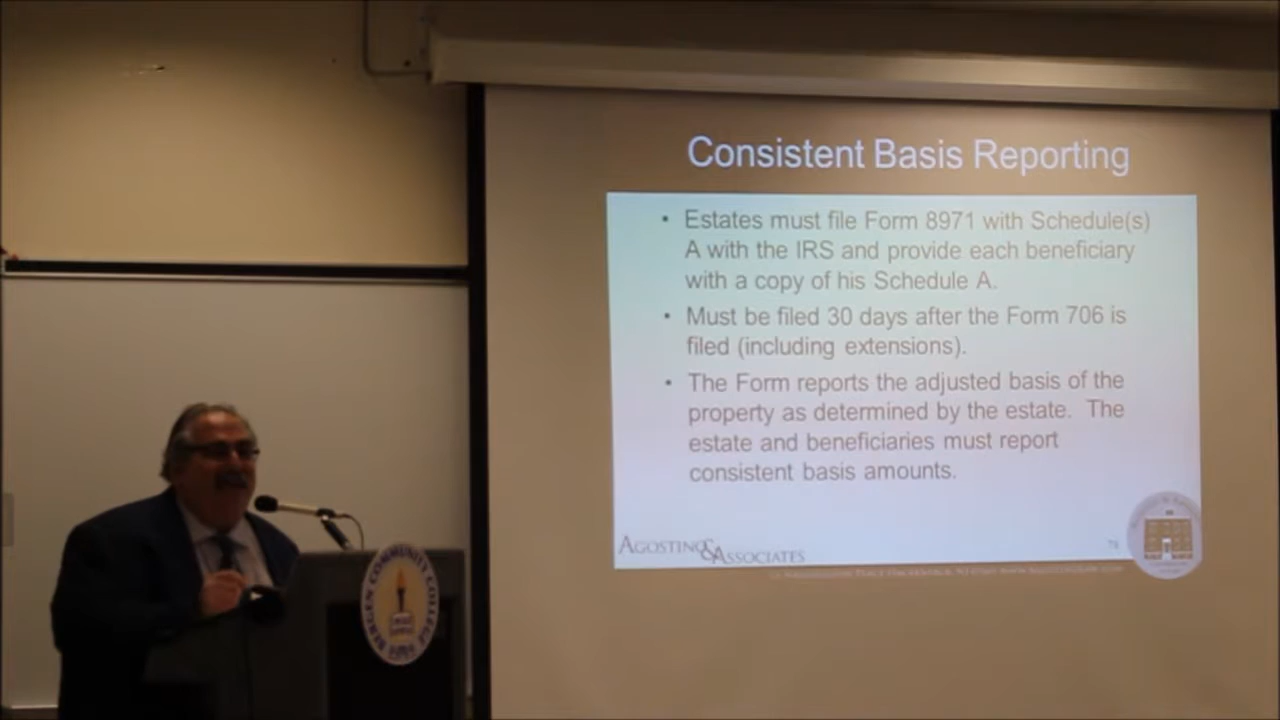 Consistent Basis Reporting
• Estates must file Form 8971 with Schedule(s)
A with the IRS and provide each beneficiary
with a copy of his Schedule A.
• Must be filed 30 days after the Form 706 is
filed (including extensions).
• The Form reports the adjusted basis of the
property as determined by the estate. The
estate and beneficiaries must report
consistent basis amounts.
AGOSTINO & ASSOCIATES
BERGEN COMMUNITY COLLEGE